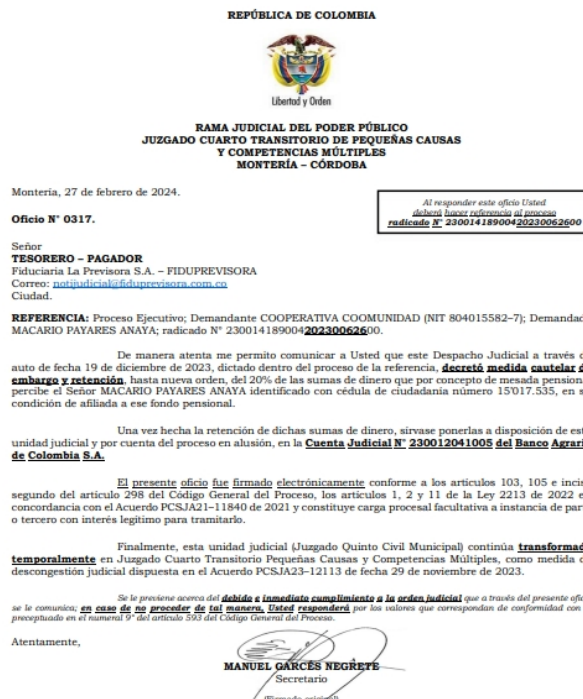 REPÚBLICA DE COLOMBIA
Libertad y Orden
RAMA JUDICIAL DEL PODER PÚBLICO
JUZGADO CUARTO TRANSITORIO DE PEQUEÑAS CAUSAS
Y COMPETENCIAS MÚLTIPLES
MONTERÍA – CÓRDOBA
Montería, 27 de febrero de 2024.
Al responder este oficio Usted
deberá hacer referencia al proceso
radicado N° 23001418900420230062600
Oficio N° 0317.
Señor
TESORERO – PAGADOR
Fiduciaria La Previsora S.A. – FIDUPREVISORA
Correo: notijudicial@fiduprevisora.com.co
Ciudad.
REFERENCIA: Proceso Ejecutivo; Demandante COOPERATIVA COOMUNIDAD (NIT 804015582–7); Demandad
MACARIO PAYARES ANAYA; radicado N° 23001418900420230062600.
De manera atenta me permito comunicar a Usted que este Despacho Judicial a través d
auto de fecha 19 de diciembre de 2023, dictado dentro del proceso de la referencia, decretó medida cautelar d
embargo y retención, hasta nueva orden, del 20% de las sumas de dinero que por concepto de mesada pensiona
percibe el Señor MACARIO PAYARES ANAYA identificado con cédula de ciudadanía número 15'017.535, en s
condición de afiliada a ese fondo pensional.
Una vez hecha la retención de dichas sumas de dinero, sírvase ponerlas a disposición de est
unidad judicial y por cuenta del proceso en alusión, en la Cuenta Judicial N° 230012041005 del Banco Agrari
de Colombia S.A.
El presente oficio fue firmado electrónicamente conforme a los artículos 103, 105 e incis
segundo del artículo 298 del Código General del Proceso, los artículos 1, 2 y 11 de la Ley 2213 de 2022 e
concordancia con el Acuerdo PCSJA21–11840 de 2021 y constituye carga procesal facultativa a instancia de par
o tercero con interés legítimo para tramitarlo.
Finalmente, esta unidad judicial (Juzgado Quinto Civil Municipal) continúa transformad
temporalmente en Juzgado Cuarto Transitorio Pequeñas Causas y Competencias Múltiples, como medida d
descongestión judicial dispuesta en el Acuerdo PCSJA23–12113 de fecha 29 de noviembre de 2023.
Se le previene acerca del debido e inmediato cumplimiento a la orden judicial que a través del presente ofic
se le comunica; en caso de no proceder de tal manera, Usted responderá por los valores que correspondan de conformidad con
preceptuado en el numeral 9° del artículo 593 del Código General del Proceso.
Atentamente,
MANUEL GARCÉS NEGRETE
Secretario
(Firmado original)